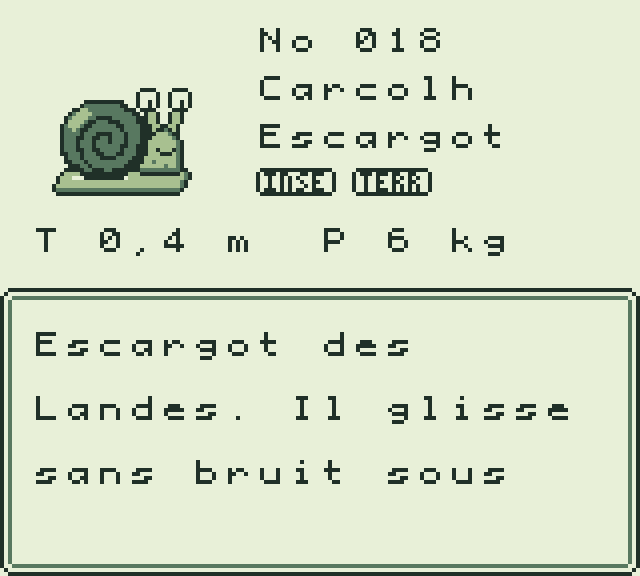 No 018
Carcolh
Escargot
INSE TERR
T 0,4 m P 6 kg
Escargot des
Landes. Il glisse
sans bruit sous